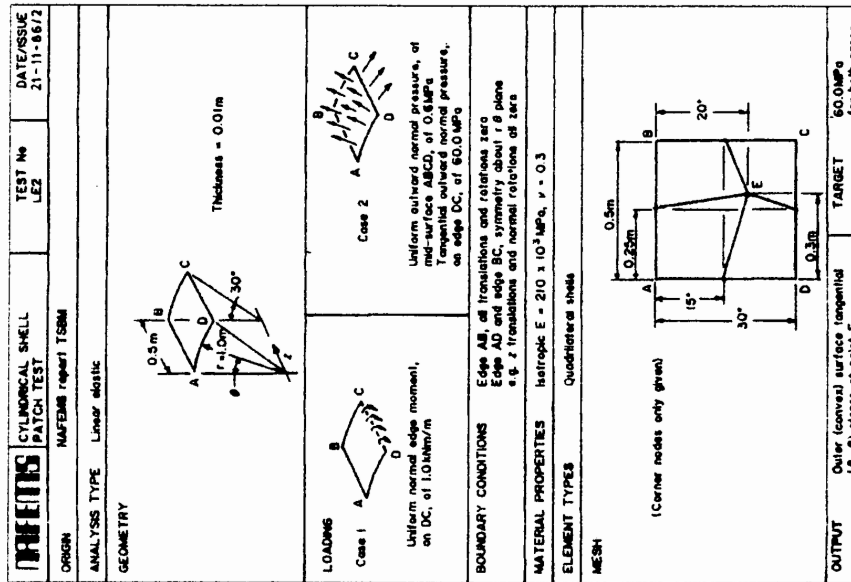 NAFEMS
CYLINDRICAL SHELL
PATCH TEST
TEST No
LE2
DATE/ISSUE
21-11-86/2
ORIGIN
NAFEMS report TSBM
ANALYSIS TYPE
Linear elastic
GEOMETRY
0.5m
A
B
C
D
r=1.0m
30°
θ
z
Thickness = 0.01m
LOADING
Case 1
A
B
C
D
Uniform normal edge moment,
on DC, of 1.0 kNm/m
Case 2
A
B
C
D
Uniform outward normal pressure, at
mid-surface ABCD, of 0.6MPa
Tangential outward normal pressure,
on edge DC, of 60.0 MPa
BOUNDARY CONDITIONS
Edge AB, all translations and rotations zero
Edge AD and edge BC, symmetry about r θ plane
e.g. z translations and normal rotations all zero
MATERIAL PROPERTIES
Isotropic E = 210 x 10³ MPa, ν = 0.3
ELEMENT TYPES
Quadrilateral shells
MESH
(Corner nodes only given)
0.5m
0.25m
A
B
15°
30°
20°
E
D
C
0.3m
OUTPUT
Outer (convex) surface tangential
TARGET
60.0MPa